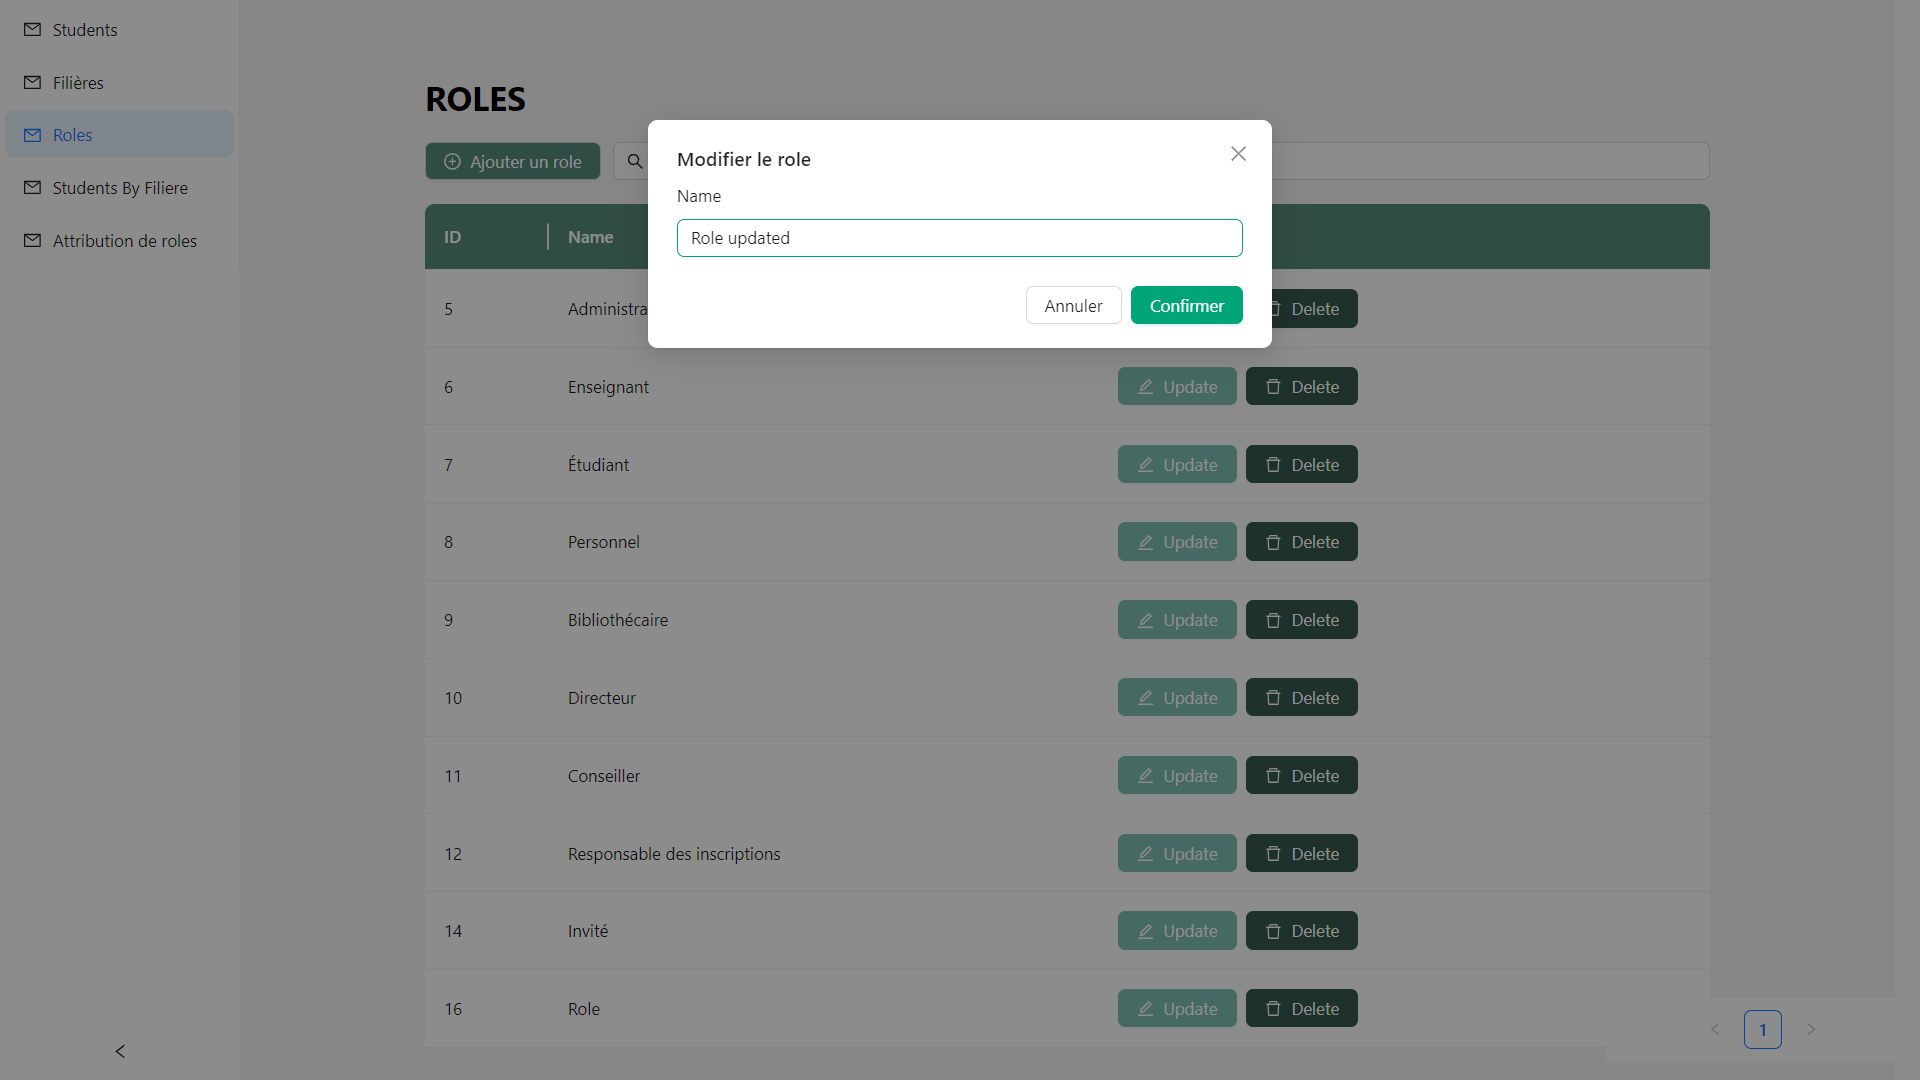 Students
Filières
Roles
Students By Filiere
Attribution de roles
ROLES
Ajouter un role
Modifier le role
Name
Role updated
Annuler
Confirmer
ID Name
5 Administra Delete
6 Enseignant Update Delete
7 Étudiant Update Delete
8 Personnel Update Delete
9 Bibliothécaire Update Delete
10 Directeur Update Delete
11 Conseiller Update Delete
12 Responsable des inscriptions Update Delete
14 Invité Update Delete
16 Role Update Delete
1